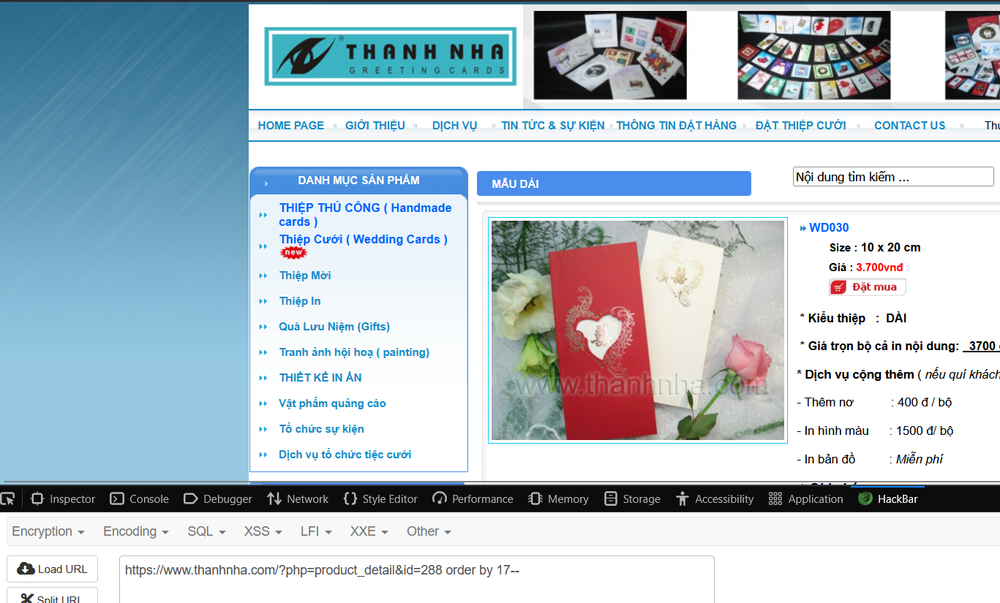 THANH NHA ®
GREETING CARDS
HOME PAGE GIỚI THIỆU DỊCH VỤ TIN TỨC & SỰ KIỆN THÔNG TIN ĐẶT HÀNG ĐẶT THIỆP CƯỚI CONTACT US Thứ
DANH MỤC SẢN PHẨM
THIỆP THỦ CÔNG ( Handmade
cards )
Thiệp Cưới ( Wedding Cards )
new
Thiệp Mời
Thiệp In
Quà Lưu Niệm (Gifts)
Tranh ảnh hội hoạ ( painting)
THIẾT KẾ IN ẤN
Vật phẩm quảng cáo
Tổ chức sự kiện
Dịch vụ tổ chức tiệc cưới
MẪU DÀI
Nội dung tìm kiếm ...
www.thanhnha.com
WD030
Size : 10 x 20 cm
Giá : 3.700vnđ
Đặt mua
* Kiểu thiệp : DÀI
* Giá trọn bộ cả in nội dung: 3700
* Dịch vụ cộng thêm ( nếu quí khách
- Thêm nơ : 400 đ / bộ
- In hình màu : 1500 đ/ bộ
- In bản đồ : Miễn phí
Inspector Console Debugger Network Style Editor Performance Memory Storage Accessibility Application HackBar
Encryption Encoding SQL XSS LFI XXE Other
Load URL
https://www.thanhnha.com/?php=product_detail&id=288 order by 17--
Split URL